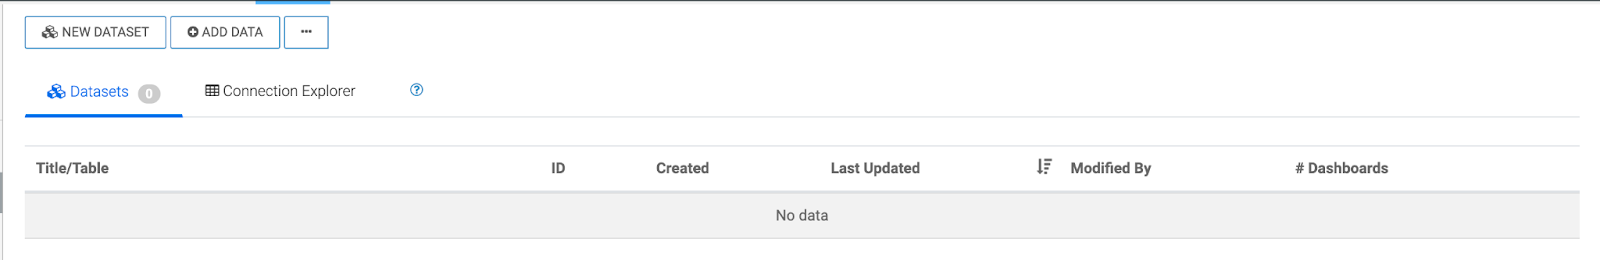 NEW DATASET ADD DATA ...
Datasets 0 Connection Explorer ?
Title/Table ID Created Last Updated Modified By # Dashboards
No data